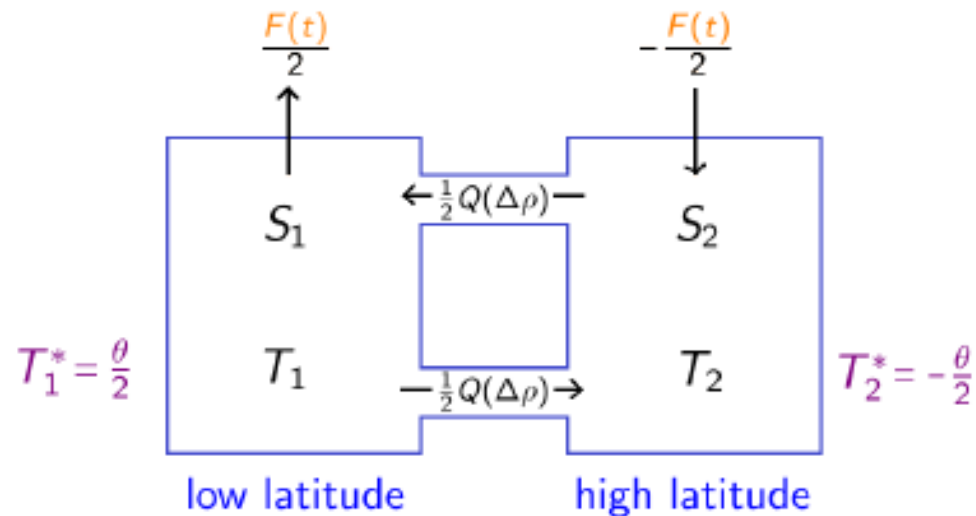 F(t)/2
-F(t)/2
←½Q(Δρ)—
S₁
S₂
T₁* = θ/2
T₁
—½Q(Δρ)→
T₂
T₂* = -θ/2
low latitude
high latitude